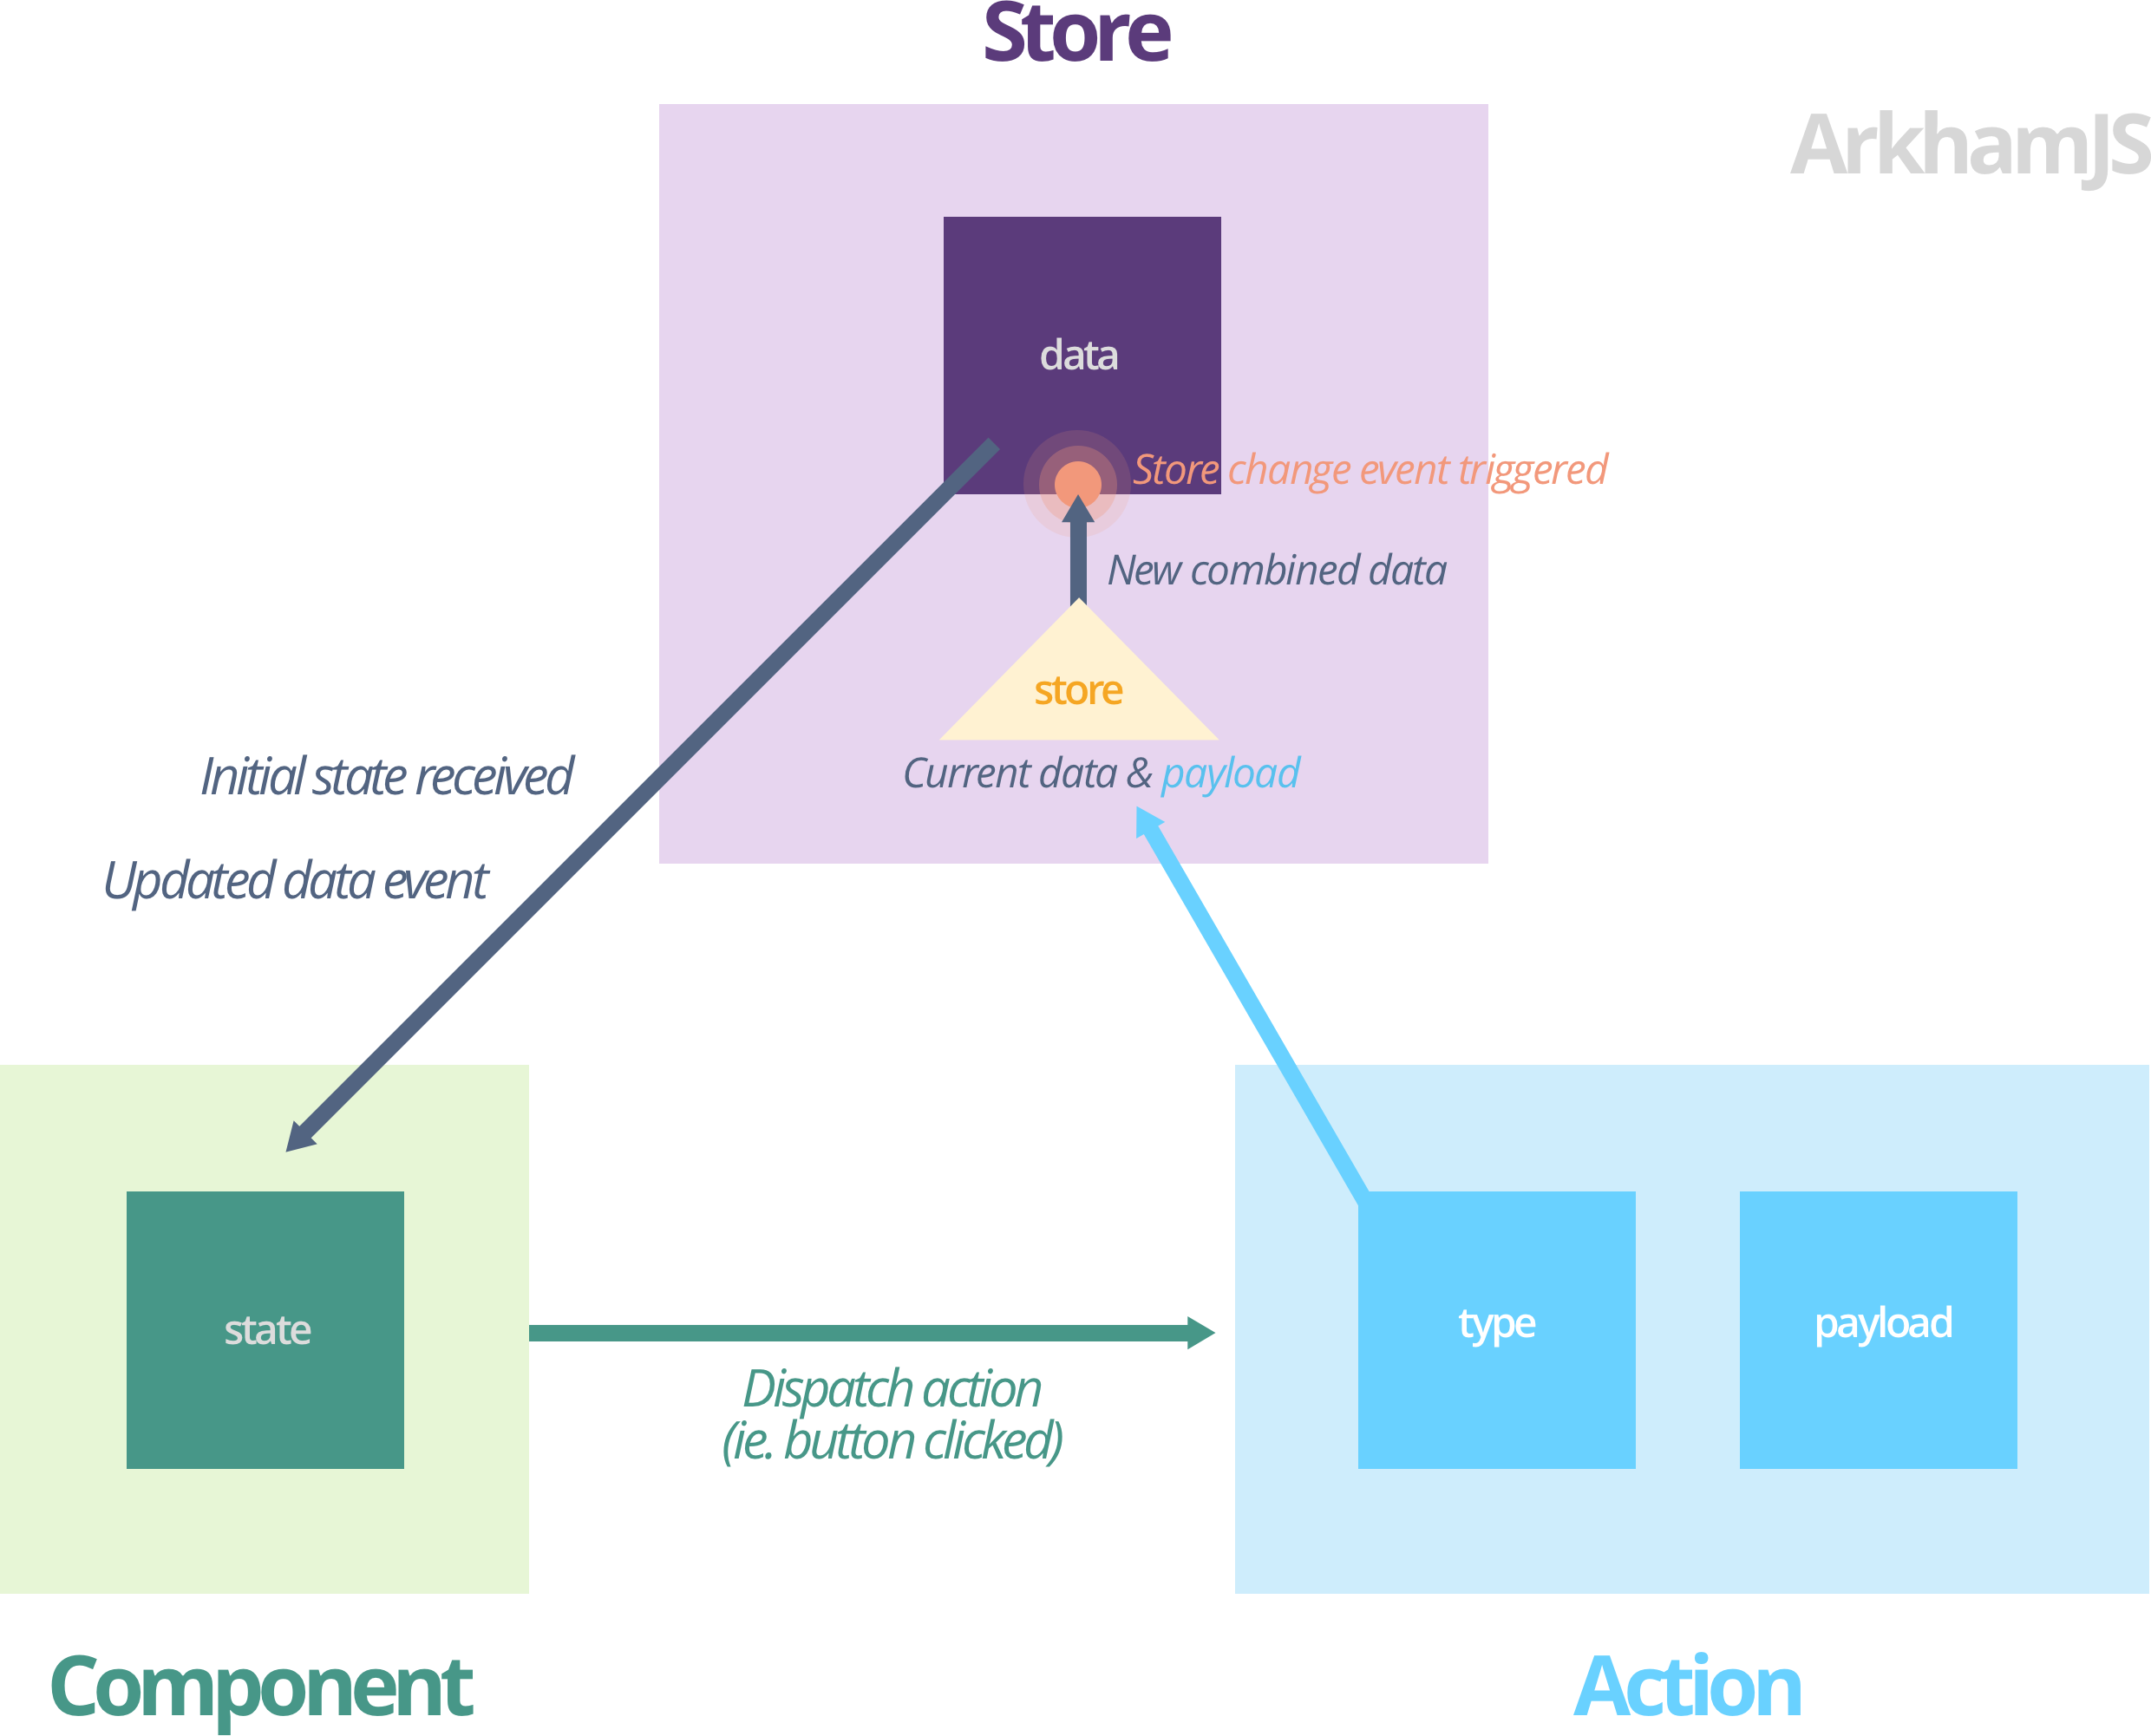 Store
ArkhamJS
data
Store change event triggered
New combined data
store
Current data & payload
Initial state received
Updated data event
state
Dispatch action
(ie. button clicked)
type
payload
Component
Action